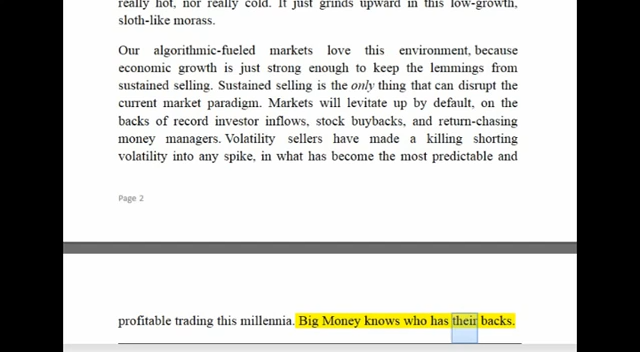 really hot, nor really cold. It just grinds upward in this low-growth,
sloth-like morass.
Our algorithmic-fueled markets love this environment, because
economic growth is just strong enough to keep the lemmings from
sustained selling. Sustained selling is the only thing that can disrupt the
current market paradigm. Markets will levitate up by default, on the
backs of record investor inflows, stock buybacks, and return-chasing
money managers. Volatility sellers have made a killing shorting
volatility into any spike, in what has become the most predictable and
Page 2
profitable trading this millennia. Big Money knows who has their backs.